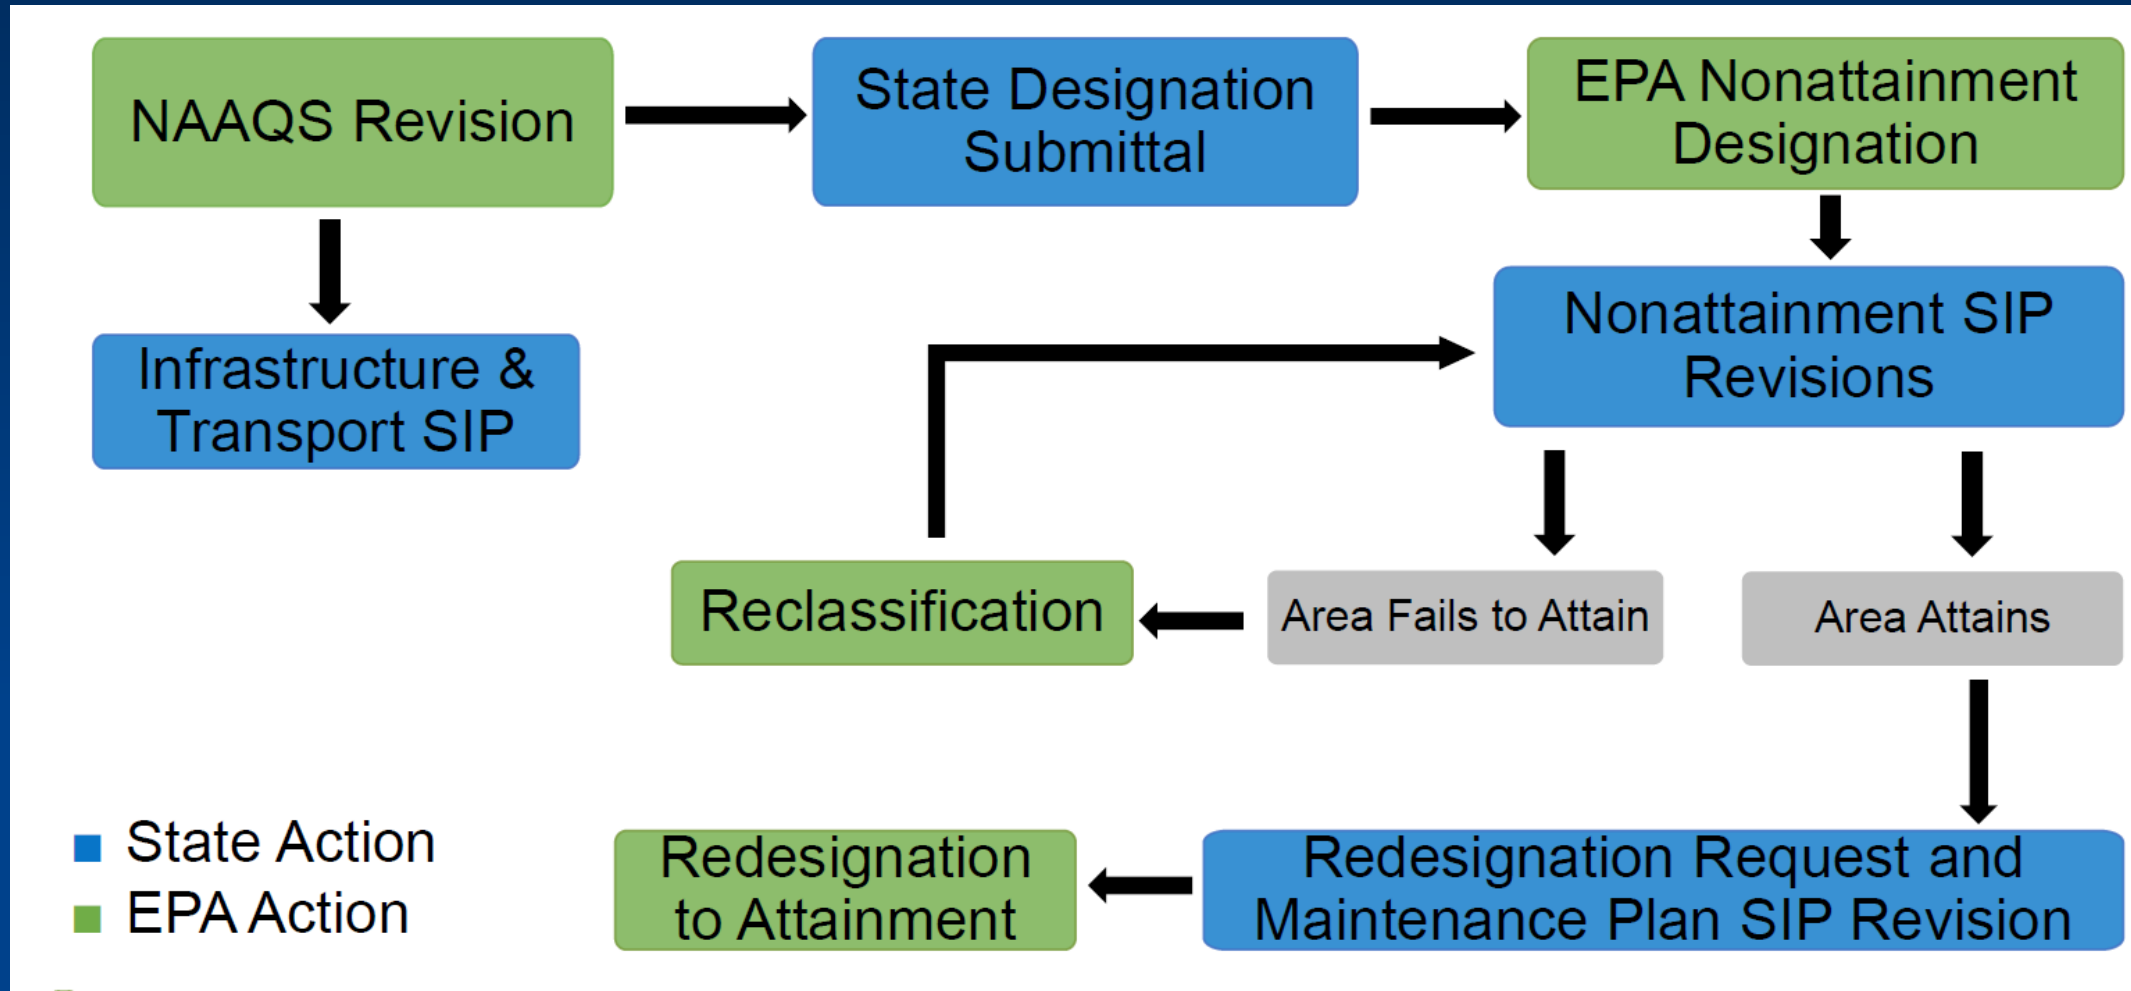 NAAQS Revision
State Designation
Submittal
EPA Nonattainment
Designation
Infrastructure &
Transport SIP
Nonattainment SIP
Revisions
Reclassification
Area Fails to Attain
Area Attains
Redesignation
to Attainment
Redesignation Request and
Maintenance Plan SIP Revision
State Action
EPA Action